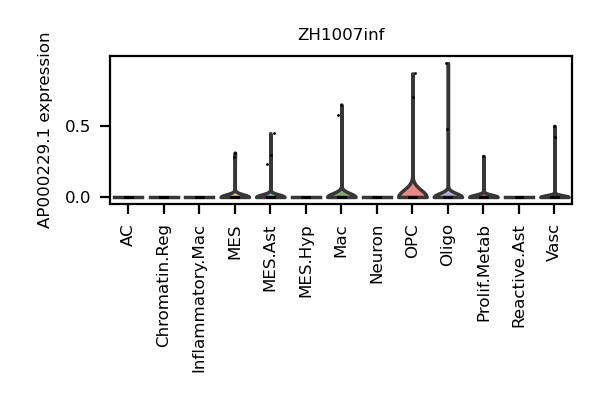 ZH1007inf
AP000229.1 expression
0.5
0.0
AC
Chromatin.Reg
Inflammatory.Mac
MES
MES.Ast
MES.Hyp
Mac
Neuron
OPC
Oligo
Prolif.Metab
Reactive.Ast
Vasc